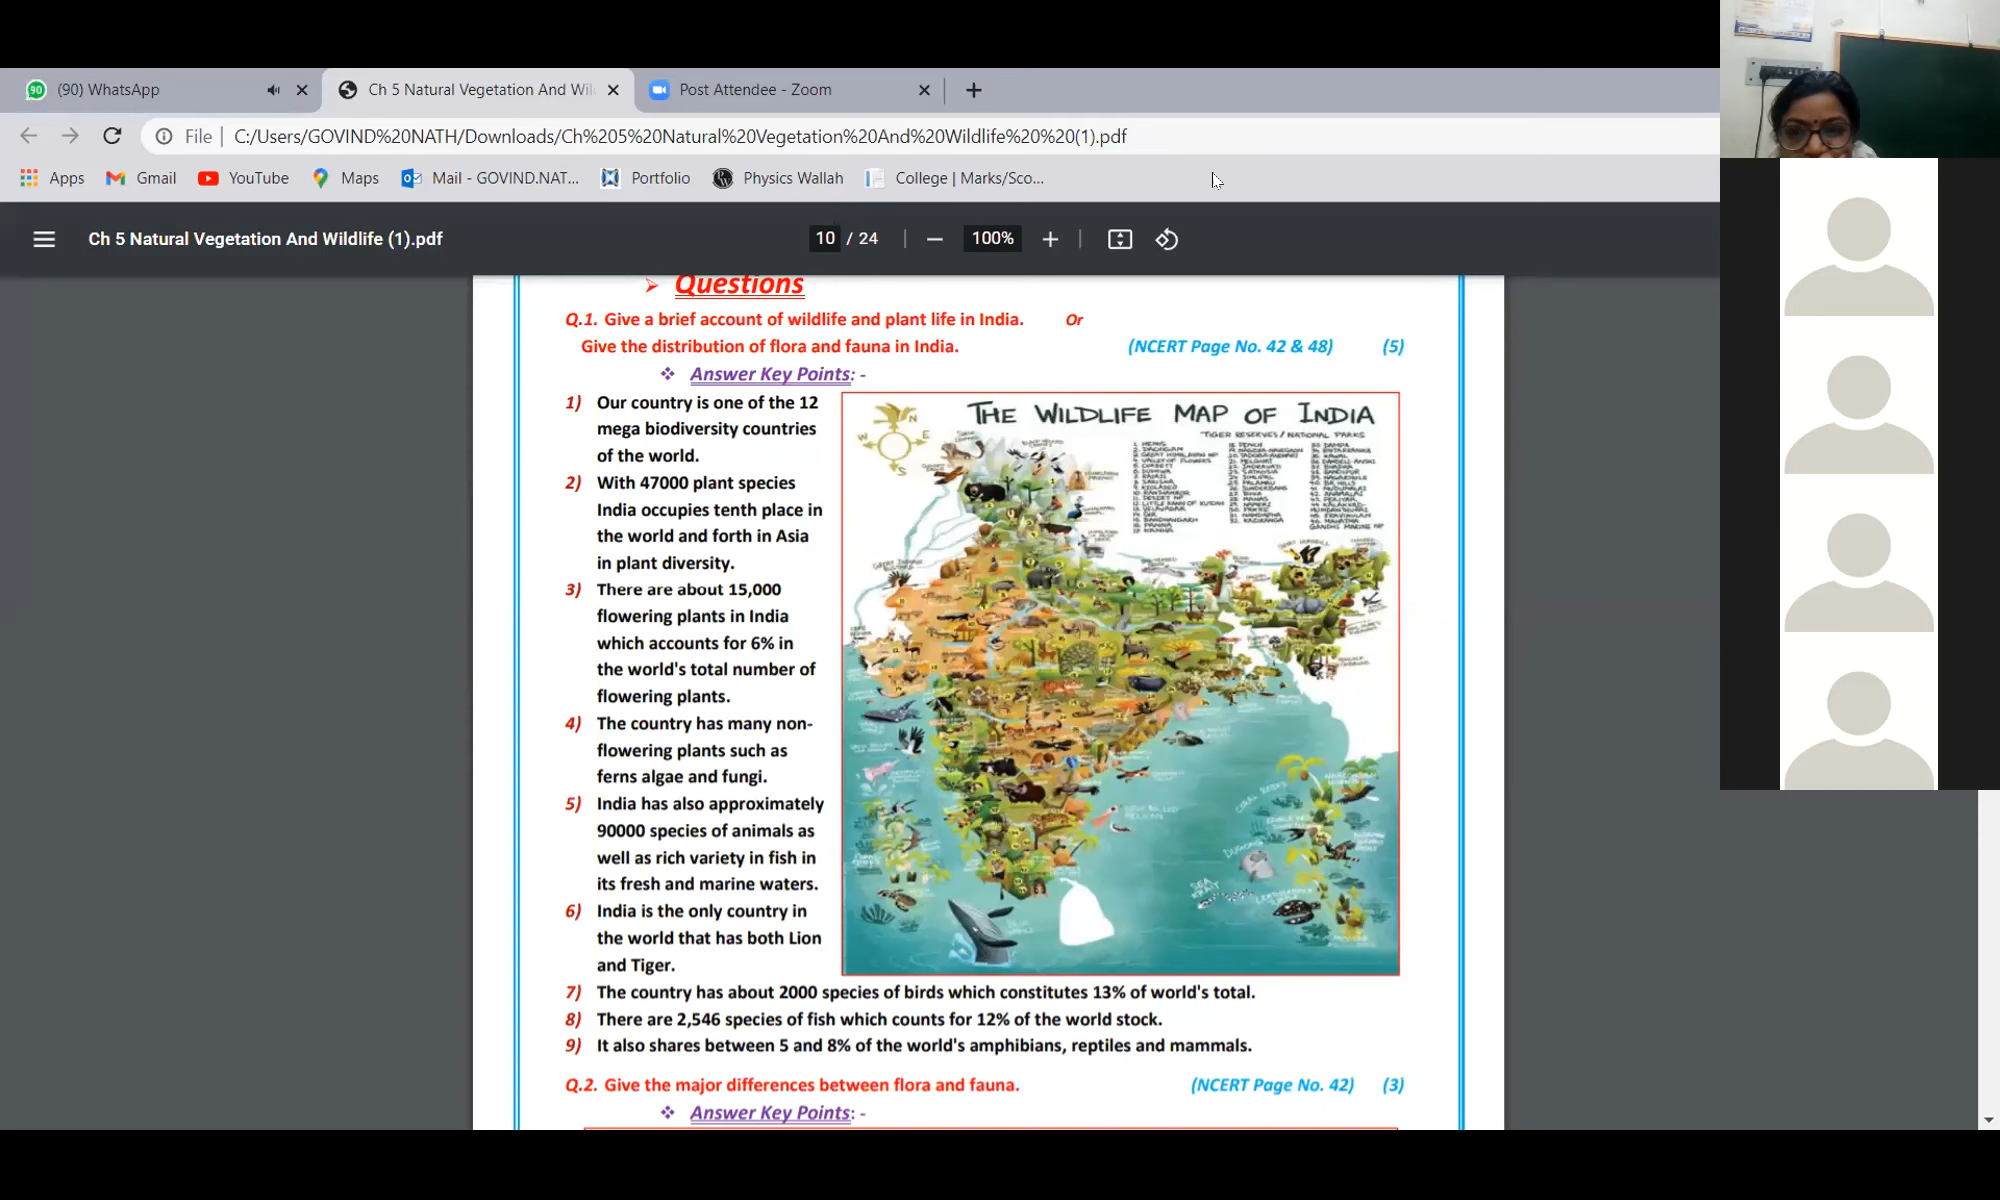 (90) WhatsApp
Ch 5 Natural Vegetation And Wil
Post Attendee - Zoom
File
C:/Users/GOVIND%20NATH/Downloads/Ch%205%20Natural%20Vegetation%20And%20Wildlife%20%20(1).pdf
Apps
Gmail
YouTube
Maps
Mail - GOVIND.NAT...
Portfolio
Physics Wallah
College | Marks/Sco...
Ch 5 Natural Vegetation And Wildlife (1).pdf
10 / 24
100%
Questions
Q.1. Give a brief account of wildlife and plant life in India. Or
Give the distribution of flora and fauna in India. (NCERT Page No. 42 & 48) (5)
Answer Key Points: -
1) Our country is one of the 12
mega biodiversity countries
of the world.
2) With 47000 plant species
India occupies tenth place in
the world and forth in Asia
in plant diversity.
3) There are about 15,000
flowering plants in India
which accounts for 6% in
the world's total number of
flowering plants.
4) The country has many non-
flowering plants such as
ferns algae and fungi.
5) India has also approximately
90000 species of animals as
well as rich variety in fish in
its fresh and marine waters.
6) India is the only country in
the world that has both Lion
and Tiger.
THE WILDLIFE MAP OF INDIA
TIGER RESERVES/NATIONAL PARKS
N
W
E
S
7) The country has about 2000 species of birds which constitutes 13% of world's total.
8) There are 2,546 species of fish which counts for 12% of the world stock.
9) It also shares between 5 and 8% of the world's amphibians, reptiles and mammals.
Q.2. Give the major differences between flora and fauna. (NCERT Page No. 42) (3)
Answer Key Points: -